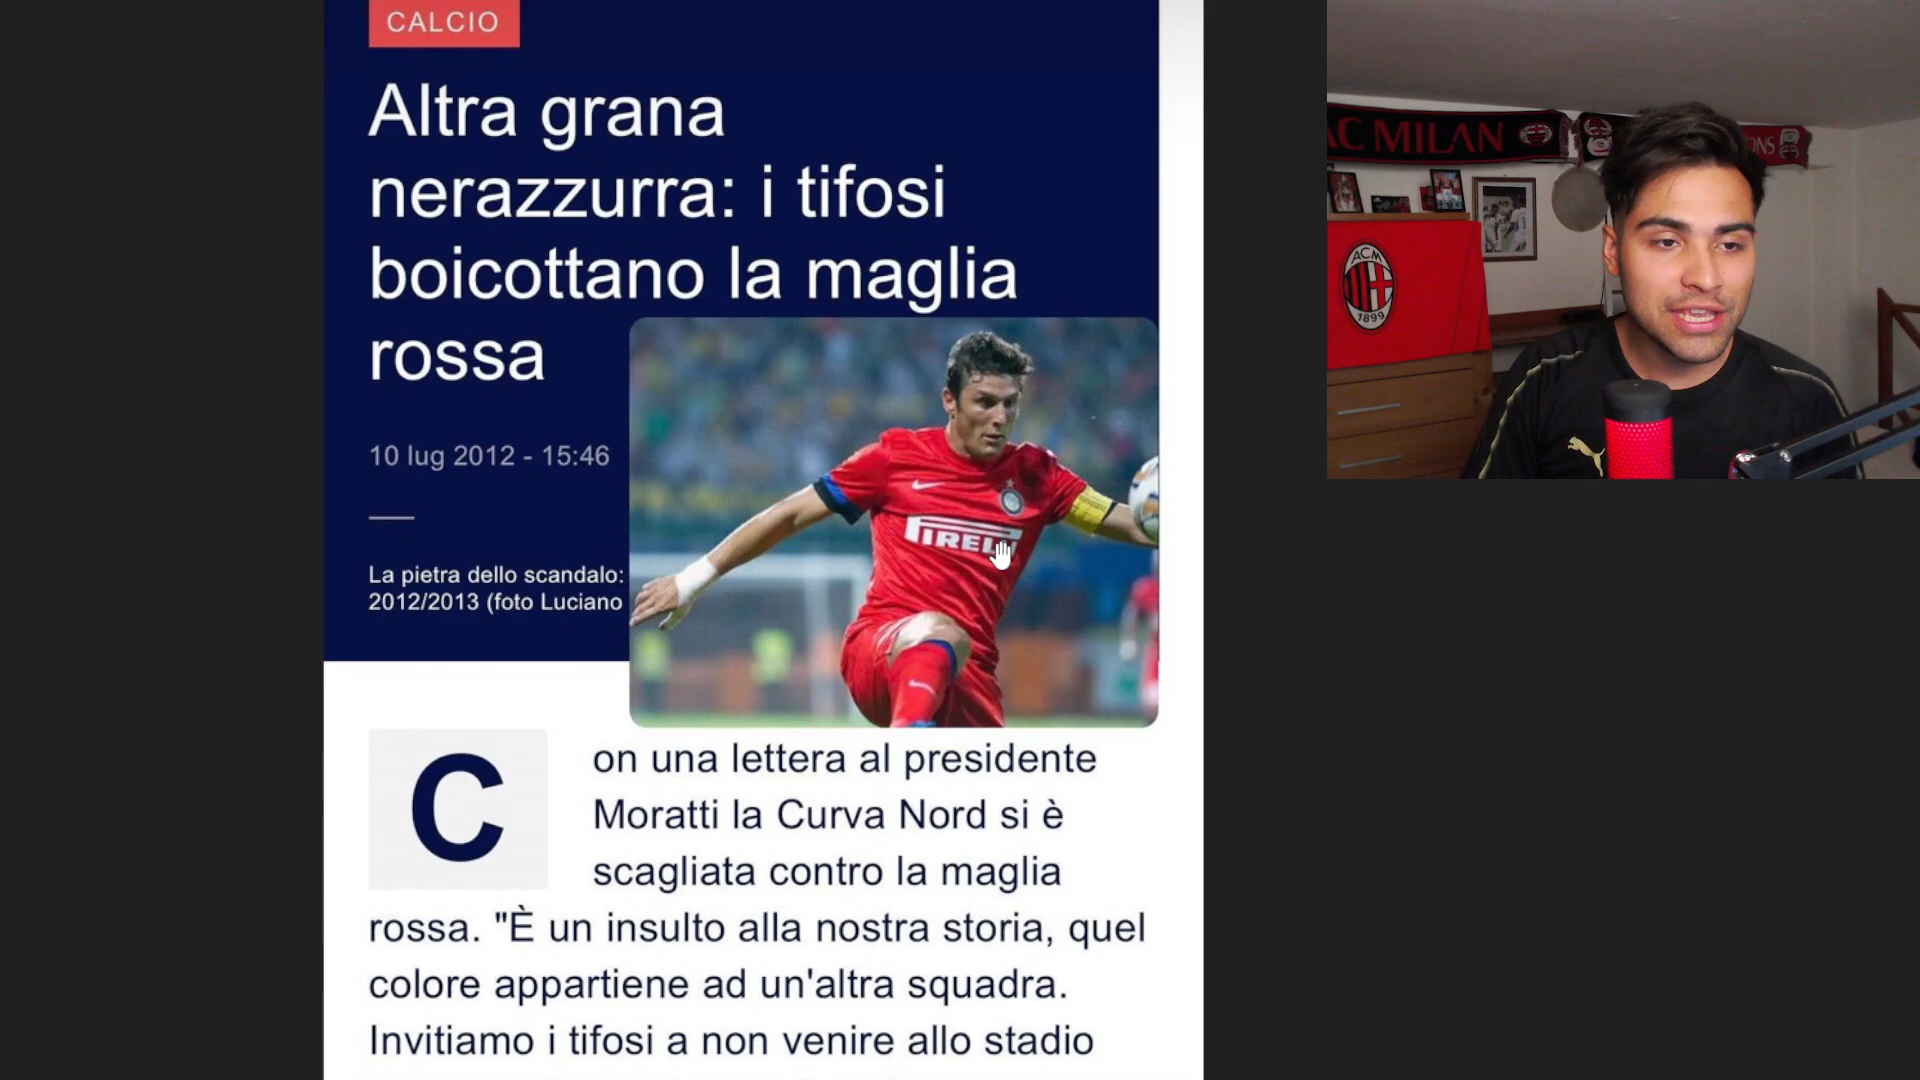 CALCIO
Altra grana
nerazzurra: i tifosi
boicottano la maglia
rossa
10 lug 2012 - 15:46
La pietra dello scandalo:
2012/2013 (foto Luciano
PIRELLI
C
on una lettera al presidente
Moratti la Curva Nord si è
scagliata contro la maglia
rossa. "È un insulto alla nostra storia, quel
colore appartiene ad un'altra squadra.
Invitiamo i tifosi a non venire allo stadio
AC MILAN
ONS
ACM
1899